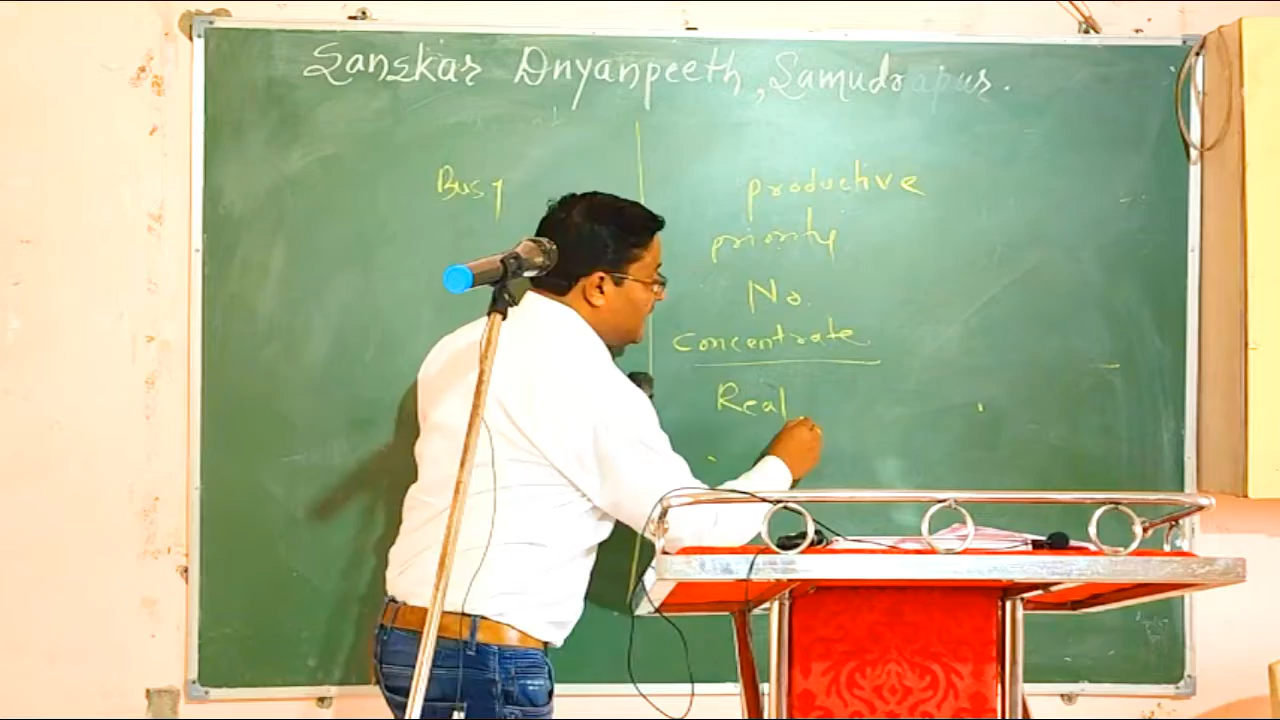 Sanskar Dnyanpeeth, Samudrapur.
Busy
productive
priority
No.
concentrate
Real